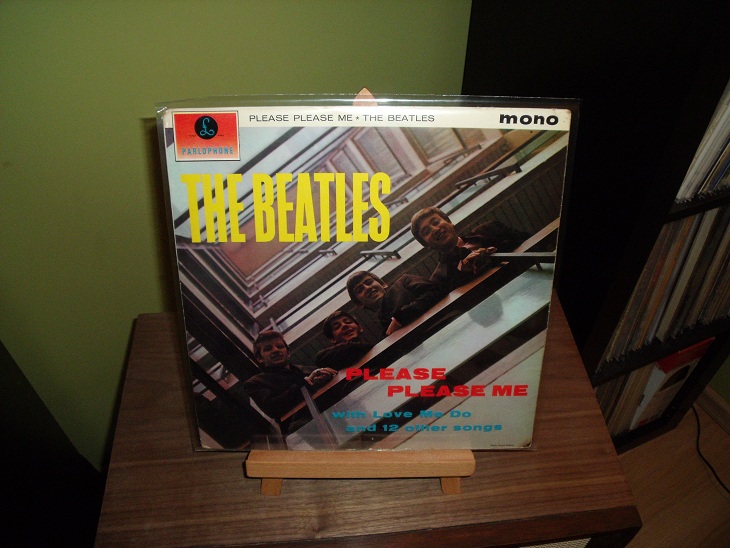 PLEASE PLEASE ME ★ THE BEATLES
mono
£
PARLOPHONE
THE BEATLES
PLEASE
PLEASE ME
with Love Me Do
and 12 other songs